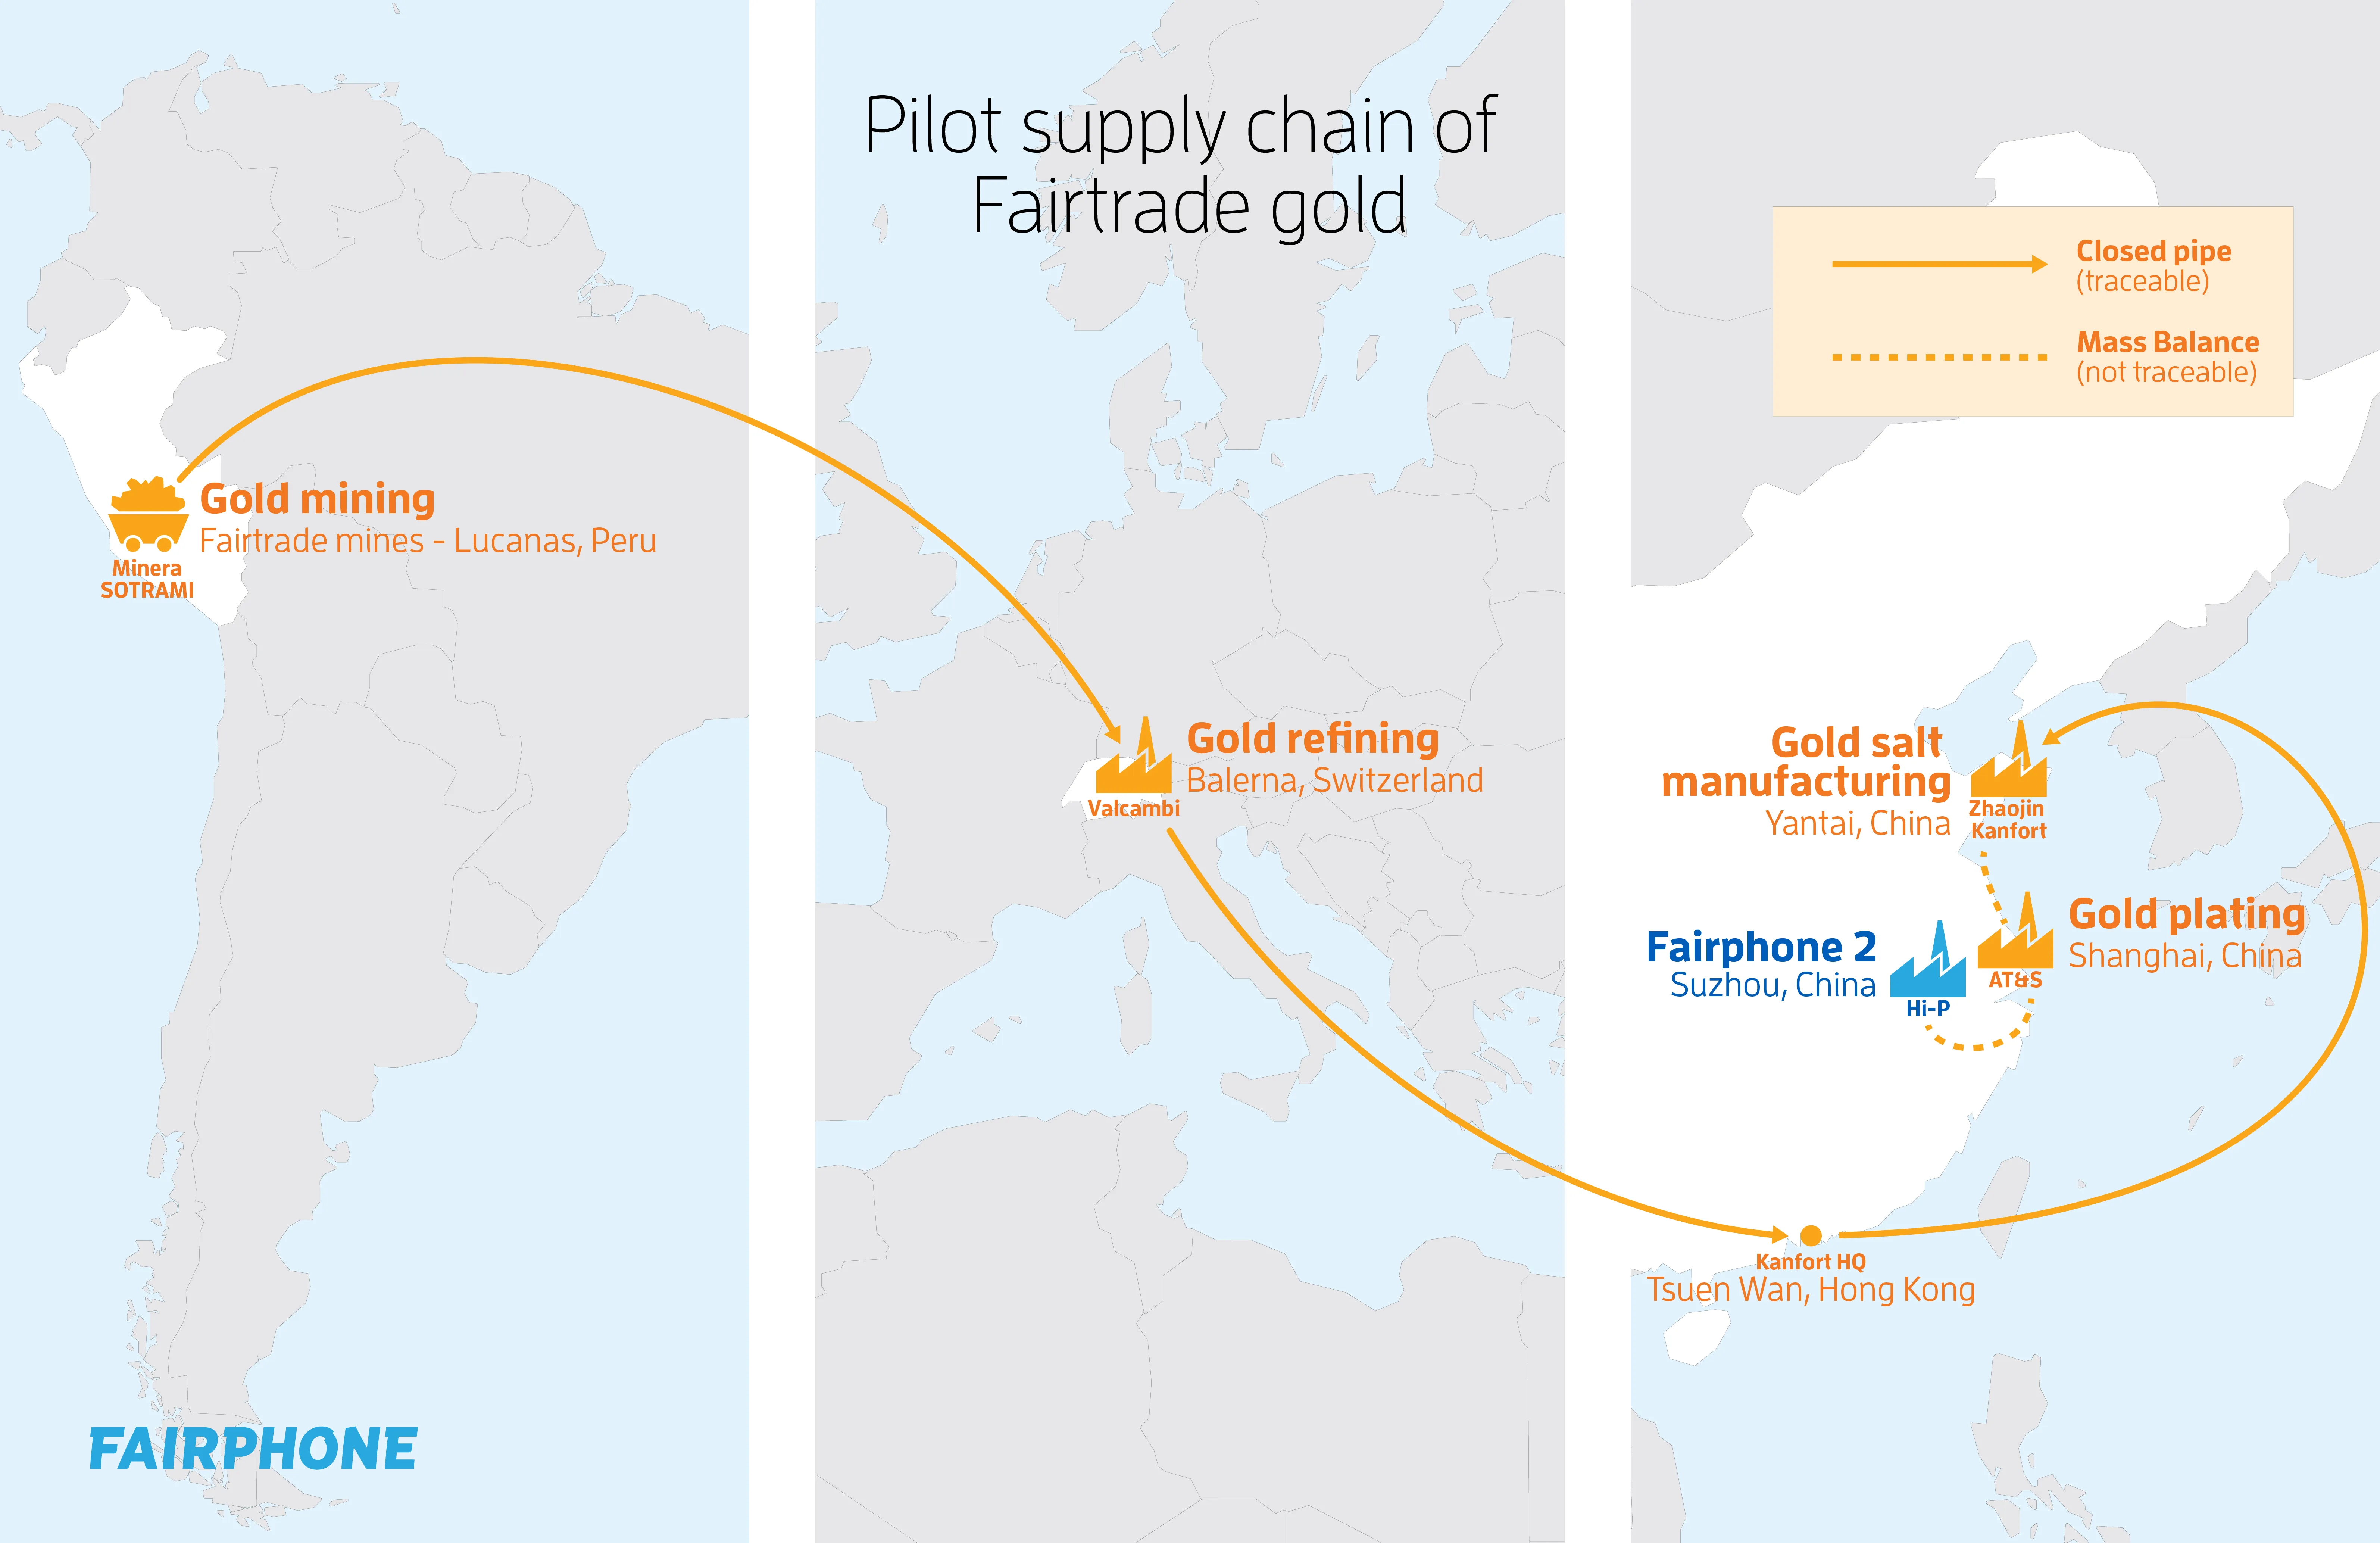 Pilot supply chain of
Fairtrade gold
Closed pipe
(traceable)
Mass Balance
(not traceable)
Gold mining
Fairtrade mines - Lucanas, Peru
Minera
SOTRAMI
Gold refining
Balerna, Switzerland
Valcambi
Gold salt
manufacturing
Yantai, China
Zhaojin
Kanfort
Gold plating
Shanghai, China
AT&S
Fairphone 2
Suzhou, China
Hi-P
Kanfort HQ
Tsuen Wan, Hong Kong
FAIRPHONE